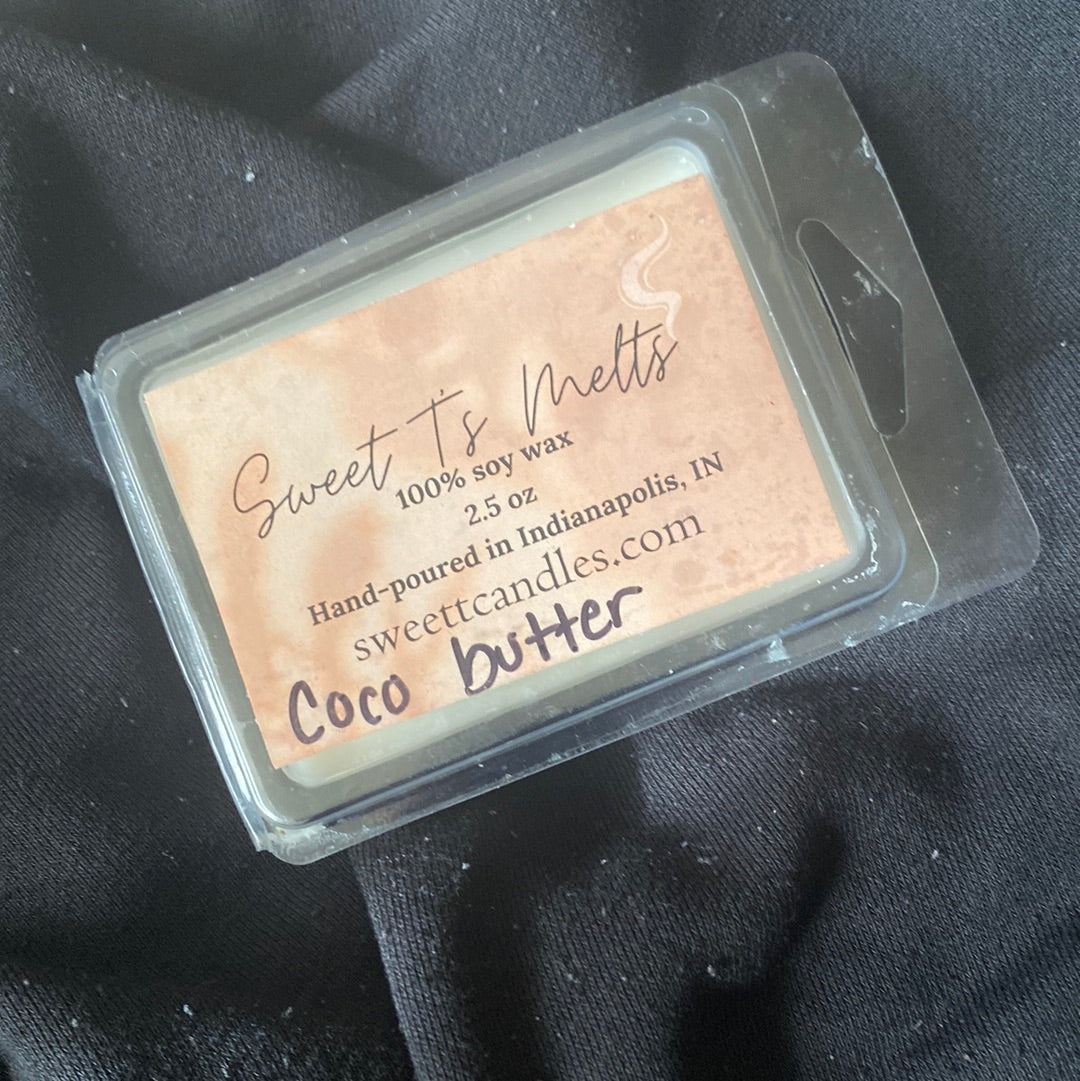 Sweet T's Melts
100% soy wax
2.5 oz
Hand-poured in Indianapolis, IN
sweettcandles.com
Coco butter